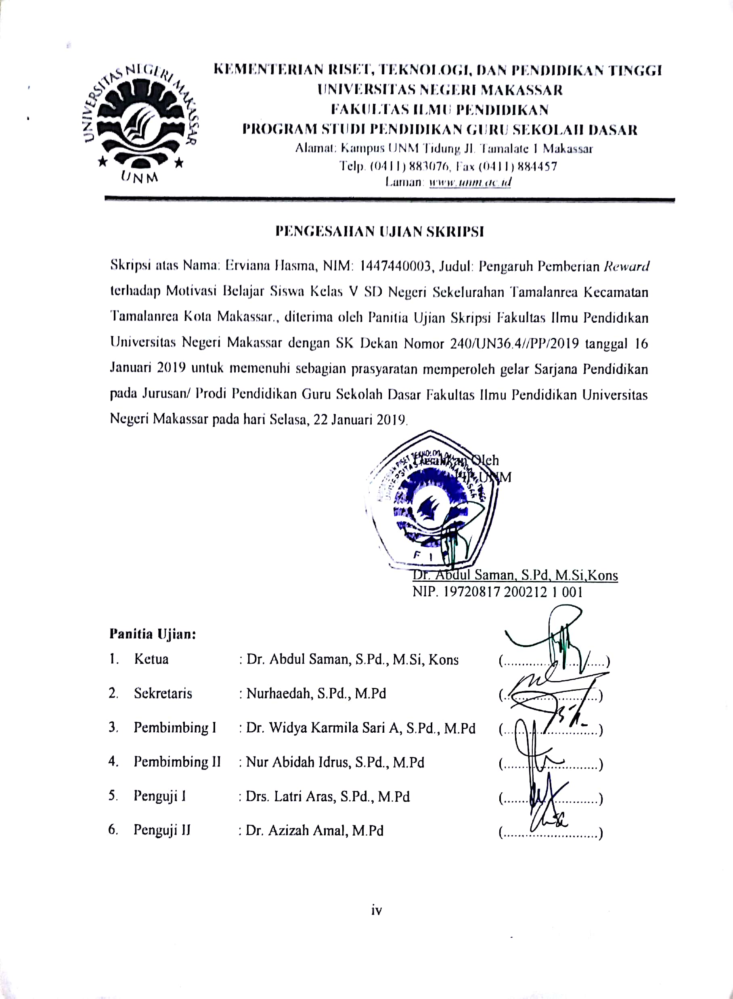 UNIVERSITAS NEGERI MAKASSAR
UNM
KEMENTERIAN RISET, TEKNOLOGI, DAN PENDIDIKAN TINGGI
UNIVERSITAS NEGERI MAKASSAR
FAKULTAS ILMU PENDIDIKAN
PROGRAM STUDI PENDIDIKAN GURU SEKOLAH DASAR
Alamat: Kampus UNM Tidung Jl. Tamalate 1 Makassar
Telp. (0411) 883076, Fax (0411) 884457
Laman: www.unm.ac.id
PENGESAHAN UJIAN SKRIPSI
Skripsi atas Nama: Erviana Hasma, NIM: 1447440003, Judul: Pengaruh Pemberian Reward
terhadap Motivasi Belajar Siswa Kelas V SD Negeri Sekelurahan Tamalanrea Kecamatan
Tamalanrea Kota Makassar., diterima oleh Panitia Ujian Skripsi Fakultas Ilmu Pendidikan
Universitas Negeri Makassar dengan SK Dekan Nomor 240/UN36.4//PP/2019 tanggal 16
Januari 2019 untuk memenuhi sebagian prasyaratan memperoleh gelar Sarjana Pendidikan
pada Jurusan/ Prodi Pendidikan Guru Sekolah Dasar Fakultas Ilmu Pendidikan Universitas
Negeri Makassar pada hari Selasa, 22 Januari 2019.
Disahkan Oleh
UNM
F I
Dr. Abdul Saman, S.Pd, M.Si,Kons
NIP. 19720817 200212 1 001
Panitia Ujian:
1. Ketua : Dr. Abdul Saman, S.Pd., M.Si, Kons (..........................)
2. Sekretaris : Nurhaedah, S.Pd., M.Pd (..........................)
3. Pembimbing I : Dr. Widya Karmila Sari A, S.Pd., M.Pd (..........................)
4. Pembimbing II : Nur Abidah Idrus, S.Pd., M.Pd (..........................)
5. Penguji I : Drs. Latri Aras, S.Pd., M.Pd (..........................)
6. Penguji II : Dr. Azizah Amal, M.Pd (..........................)
iv